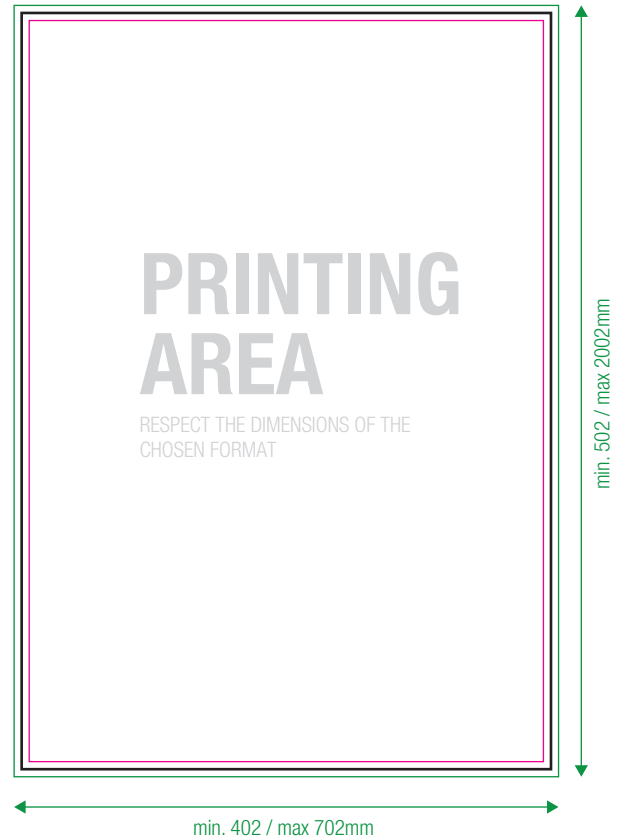 PRINTING
AREA
RESPECT THE DIMENSIONS OF THE
CHOSEN FORMAT
min. 502 / max 2002mm
min. 402 / max 702mm